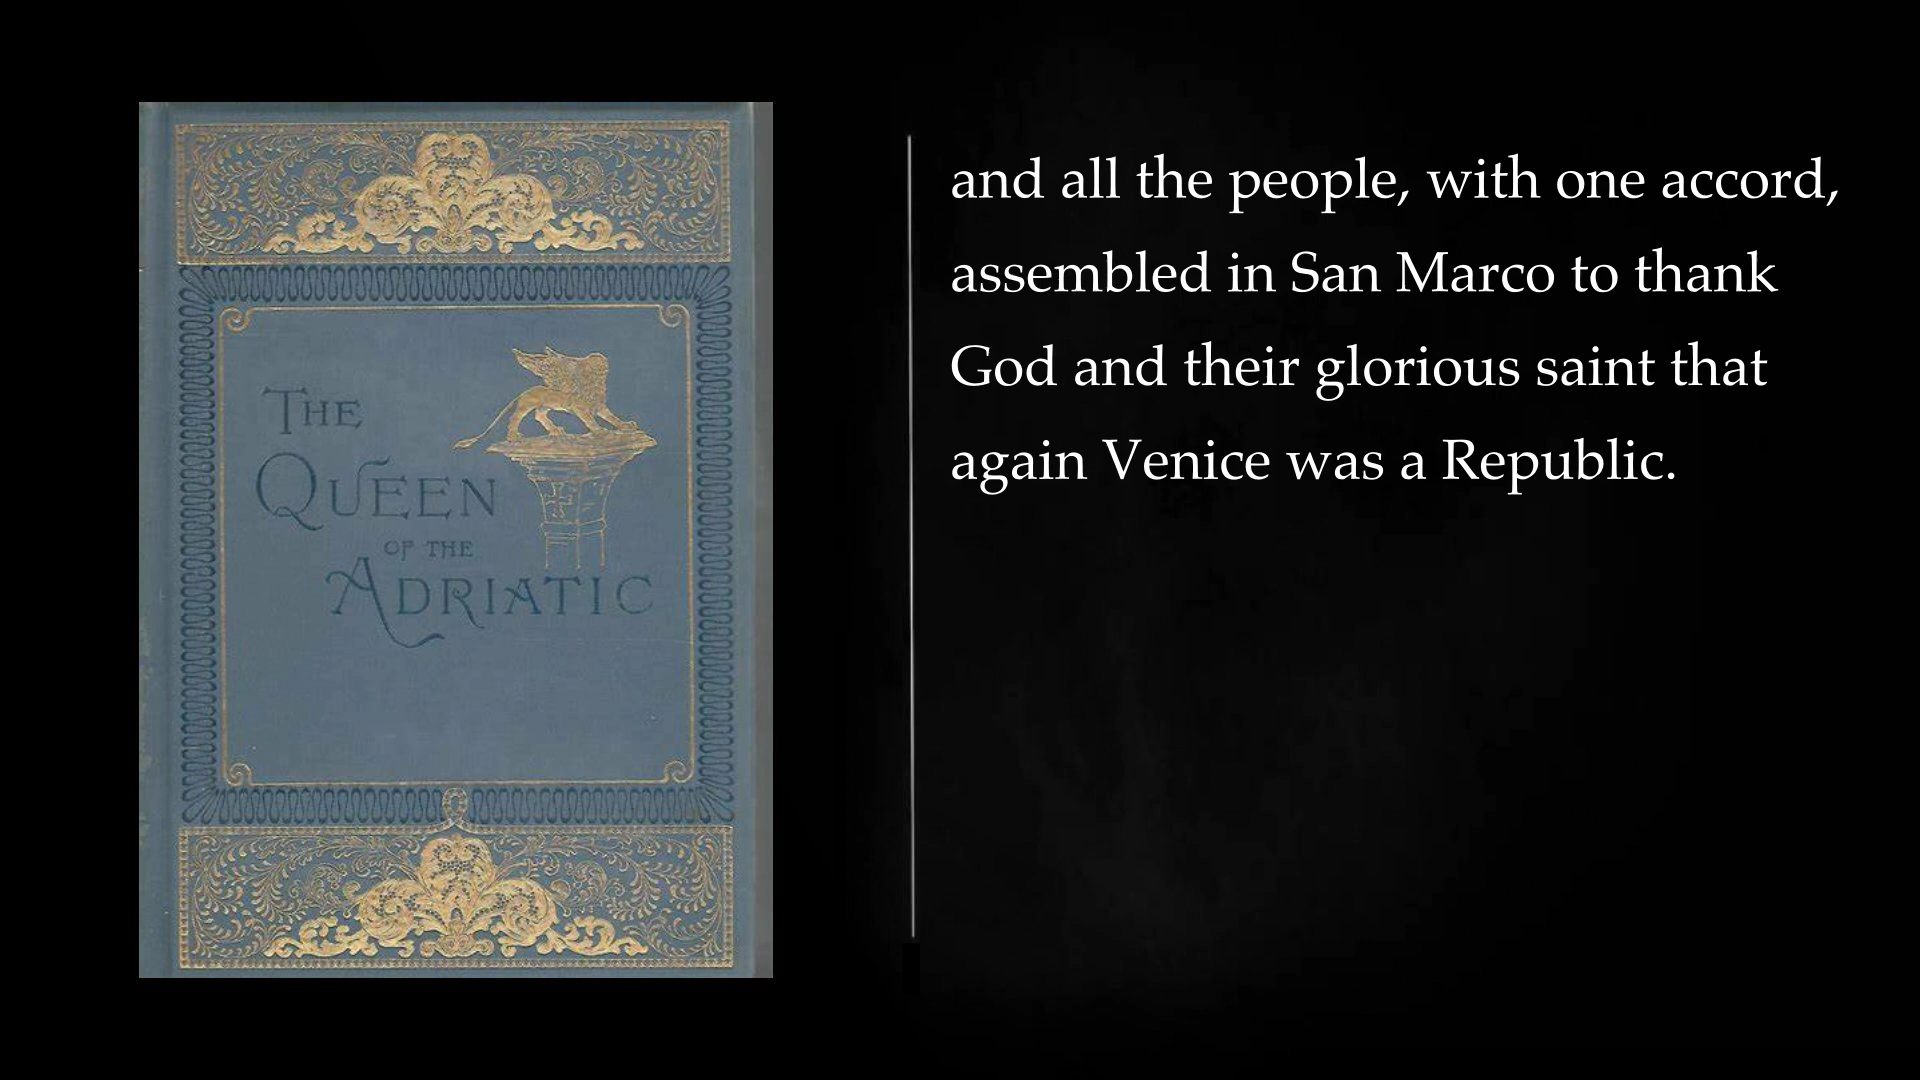 THE
QUEEN
OF THE
ADRIATIC
and all the people, with one accord,
assembled in San Marco to thank
God and their glorious saint that
again Venice was a Republic.